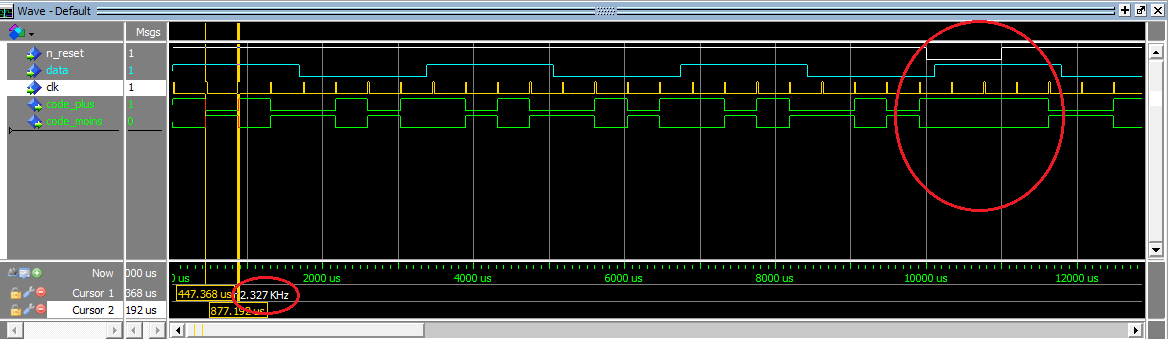 Wave - Default
Msgs
n_reset 1
data 1
clk 1
code_plus 1
code_moins 0
Now 000 us 0 us 2000 us 4000 us 6000 us 8000 us 10000 us 12000 us
Cursor 1 368 us 447.368 us 2.327 KHz
Cursor 2 192 us 877.192 us